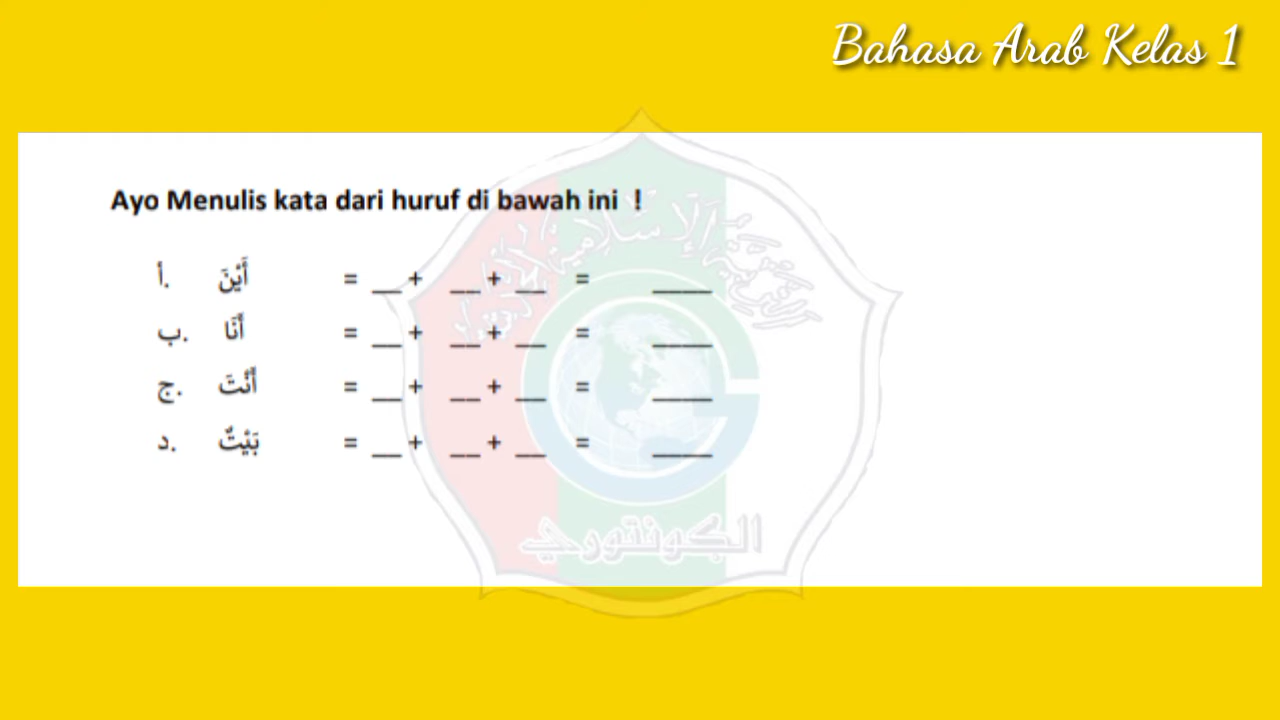 Bahasa Arab Kelas 1
Ayo Menulis kata dari huruf di bawah ini !
أ. أَيْنَ = __ + __ + __ = ____
ب. أَنَا = __ + __ + __ = ____
ج. أَنْتَ = __ + __ + __ = ____
د. بَيْتٌ = __ + __ + __ = ____
الكونتوري